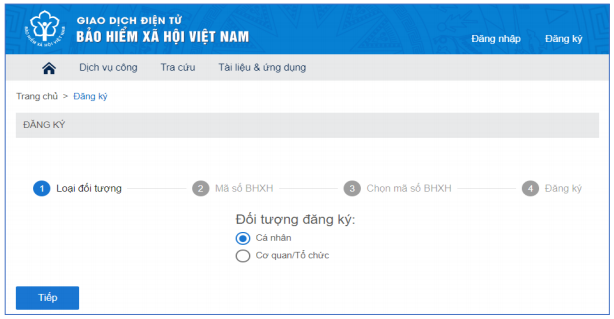 GIAO DỊCH ĐIỆN TỬ
BẢO HIỂM XÃ HỘI VIỆT NAM
Đăng nhập Đăng ký
Dịch vụ công Tra cứu Tài liệu & ứng dụng
Trang chủ > Đăng ký
ĐĂNG KÝ
1 Loại đối tượng 2 Mã số BHXH 3 Chọn mã số BHXH 4 Đăng ký
Đối tượng đăng ký:
Cá nhân
Cơ quan/Tổ chức
Tiếp